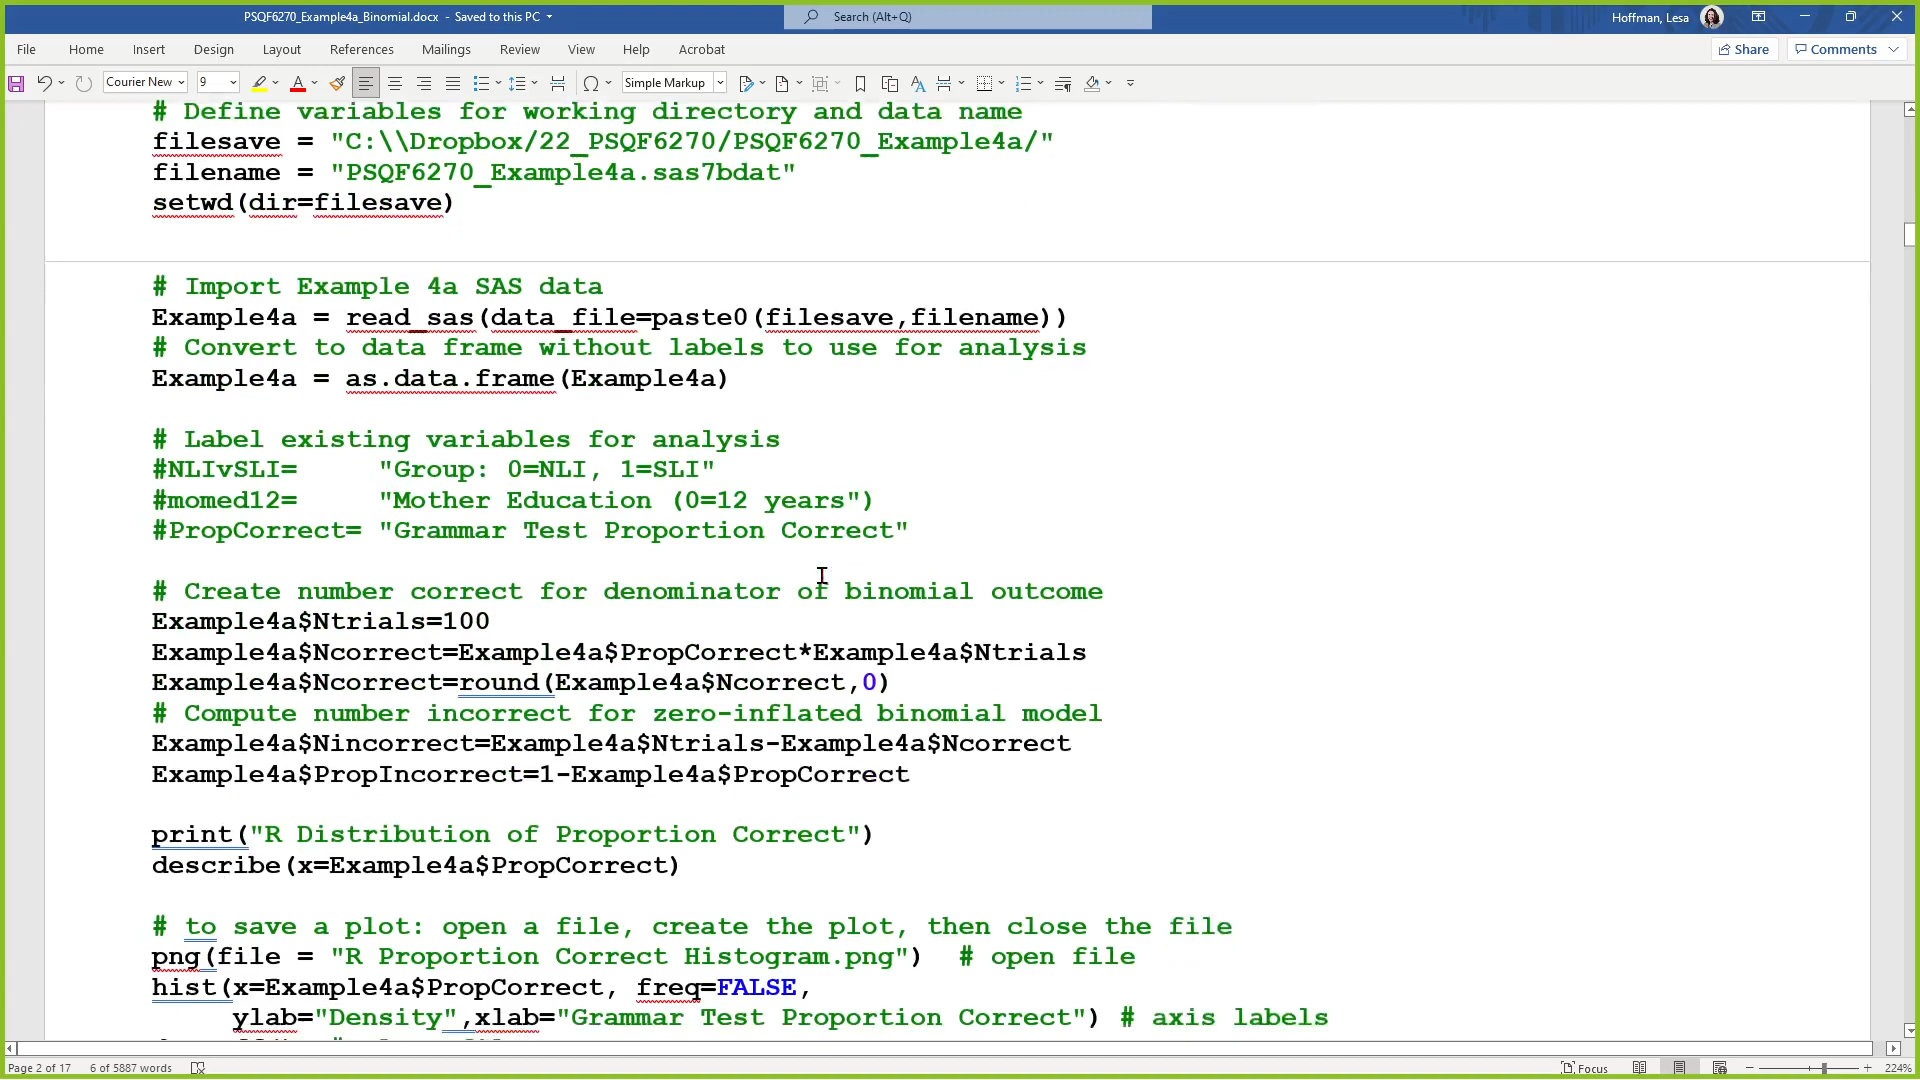 PSQF6270_Example4a_Binomial.docx - Saved to this PC
Search (Alt+Q)
Hoffman, Lesa
File Home Insert Design Layout References Mailings Review View Help Acrobat
Share Comments
Courier New 9 Simple Markup
# Define variables for working directory and data name
filesave = "C:\\Dropbox/22_PSQF6270/PSQF6270_Example4a/"
filename = "PSQF6270_Example4a.sas7bdat"
setwd(dir=filesave)
# Import Example 4a SAS data
Example4a = read_sas(data_file=paste0(filesave,filename))
# Convert to data frame without labels to use for analysis
Example4a = as.data.frame(Example4a)
# Label existing variables for analysis
#NLIvSLI= "Group: 0=NLI, 1=SLI"
#momed12= "Mother Education (0=12 years")
#PropCorrect= "Grammar Test Proportion Correct"
# Create number correct for denominator of binomial outcome
Example4a$Ntrials=100
Example4a$Ncorrect=Example4a$PropCorrect*Example4a$Ntrials
Example4a$Ncorrect=round(Example4a$Ncorrect,0)
# Compute number incorrect for zero-inflated binomial model
Example4a$Nincorrect=Example4a$Ntrials-Example4a$Ncorrect
Example4a$PropIncorrect=1-Example4a$PropCorrect
print("R Distribution of Proportion Correct")
describe(x=Example4a$PropCorrect)
# to save a plot: open a file, create the plot, then close the file
png(file = "R Proportion Correct Histogram.png") # open file
hist(x=Example4a$PropCorrect, freq=FALSE,
ylab="Density",xlab="Grammar Test Proportion Correct") # axis labels
Page 2 of 17 6 of 5887 words
Focus 224%